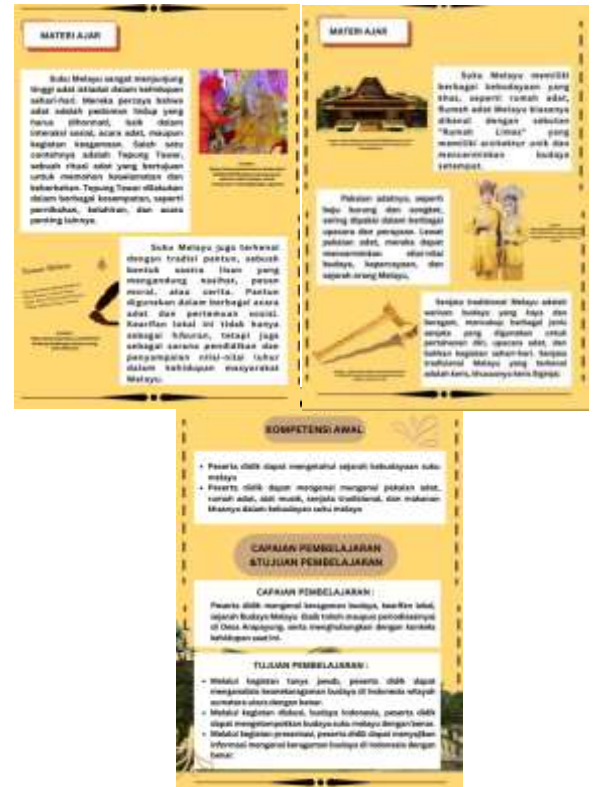 MATERI AJAR
Suku Melayu sangat menjunjung
tinggi adat istiadat dalam kehidupan
sehari-hari. Mereka percaya bahwa
adat adalah pedoman hidup yang
harus dihormati, baik dalam
interaksi sosial, acara adat, maupun
kegiatan keagamaan. Salah satu
contohnya adalah Tepung Tawar,
sebuah ritual adat yang bertujuan
untuk memohon keselamatan dan
keberkahan. Tepung Tawar dilakukan
dalam berbagai kesempatan, seperti
pernikahan, kelahiran, dan acara
penting lainnya.
Suku Melayu juga terkenal
dengan tradisi pantun, sebuah
bentuk sastra lisan yang
mengandung nasihat, pesan
moral, atau cerita. Pantun
digunakan dalam berbagai acara
adat dan pertemuan sosial.
Kearifan lokal ini tidak hanya
sebagai hiburan, tetapi juga
sebagai sarana pendidikan dan
penyampaian nilai-nilai luhur
dalam kehidupan masyarakat
Melayu.
MATERI AJAR
Suku Melayu memiliki
berbagai kebudayaan yang
khas, seperti rumah adat,
Rumah adat Melayu biasanya
dikenal dengan sebutan
"Rumah Limas" yang
memiliki arsitektur unik dan
mencerminkan budaya
setempat.
Pakaian adatnya, seperti
baju kurung dan songket,
sering dipakai dalam berbagai
upacara dan perayaan. Lewat
pakaian adat, mereka dapat
mencerminkan nilai-nilai
budaya, kepercayaan, dan
sejarah orang Melayu,
Senjata tradisional Melayu adalah
warisan budaya yang kaya dan
beragam, mencakup berbagai jenis
senjata yang digunakan untuk
pertahanan diri, upacara adat, dan
bahkan kegiatan sehari-hari. Senjata
tradisional Melayu yang terkenal
adalah keris, khususnya keris
KOMPETENSI AWAL
• Peserta didik dapat mengetahui sejarah kebudayaan suku
melayu
• Peserta didik dapat mengenal mengenai pakaian adat,
rumah adat, alat musik, senjata tradisional, dan makanan
khasnya dalam kebudayaan suku melayu
CAPAIAN PEMBELAJARAN
&TUJUAN PEMBELAJARAN
CAPAIAN PEMBELAJARAN :
Peserta didik mengenal keragaman budaya, kearifan lokal,
sejarah Budaya Melayu (baik tokoh maupun periodisasinya)
di Desa Arapayung, serta menghubungkan dengan konteks
kehidupan saat ini.
TUJUAN PEMBELAJARAN :
• Melalui kegiatan tanya jawab, peserta didik dapat
menganalisis keanekaragaman budaya di Indonesia wilayah
sumatera utara dengan benar.
• Melalui kegiatan diskusi, budaya Indonesia, peserta didik
dapat mengelompokkan budaya suku melayu dengan benar.
• Melalui kegiatan presentasi, peserta didik dapat menyajikan
informasi mengenai keragaman budaya di Indonesia dengan
benar.